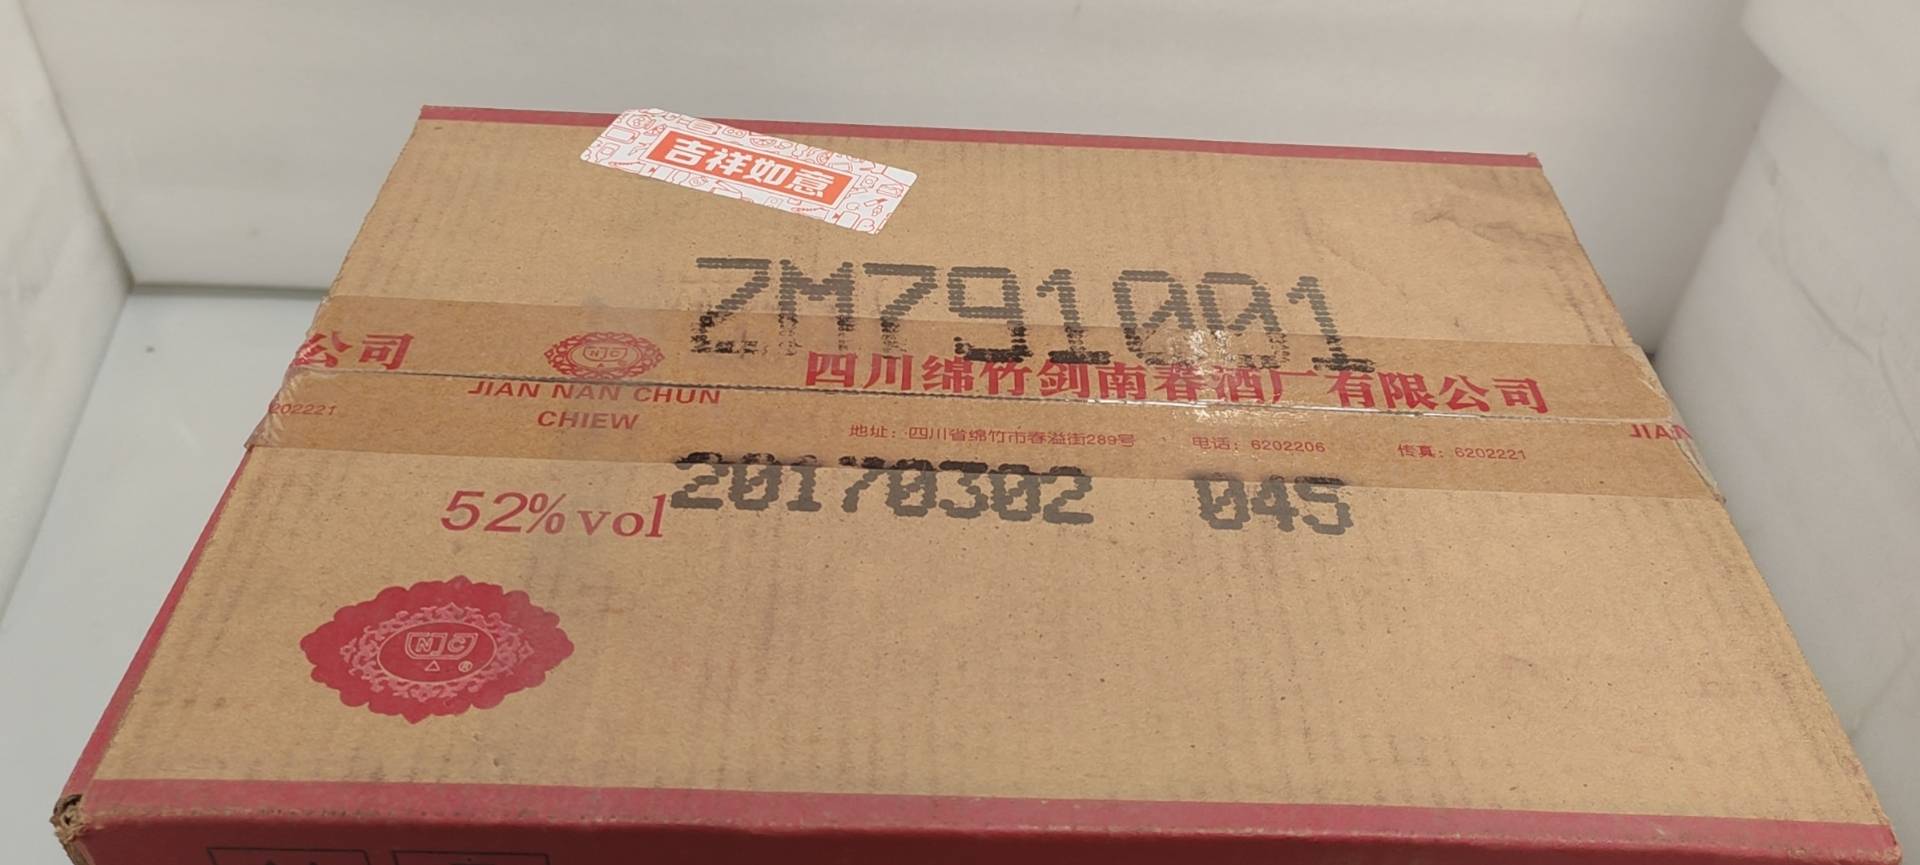 吉祥如意
ZM791001
公司
NC
四川绵竹剑南春酒厂有限公司
JIAN NAN CHUN
CHIEW
202221
地址：四川省绵竹市春溢街289号 电话：6202206 传真：6202221
JIAN
20170302 045
52%vol
NC
®